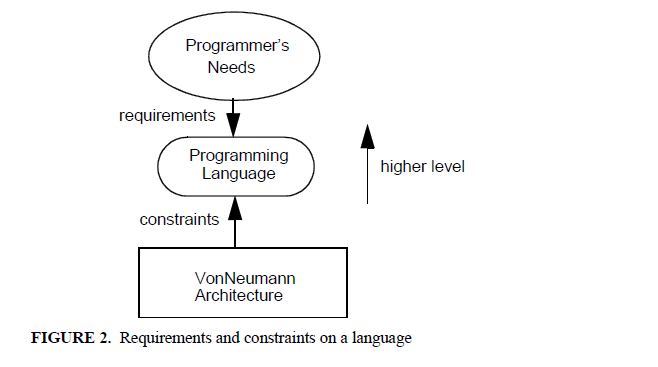 Programmer's
Needs
requirements
Programming
Language
higher level
constraints
VonNeumann
Architecture
FIGURE 2. Requirements and constraints on a language